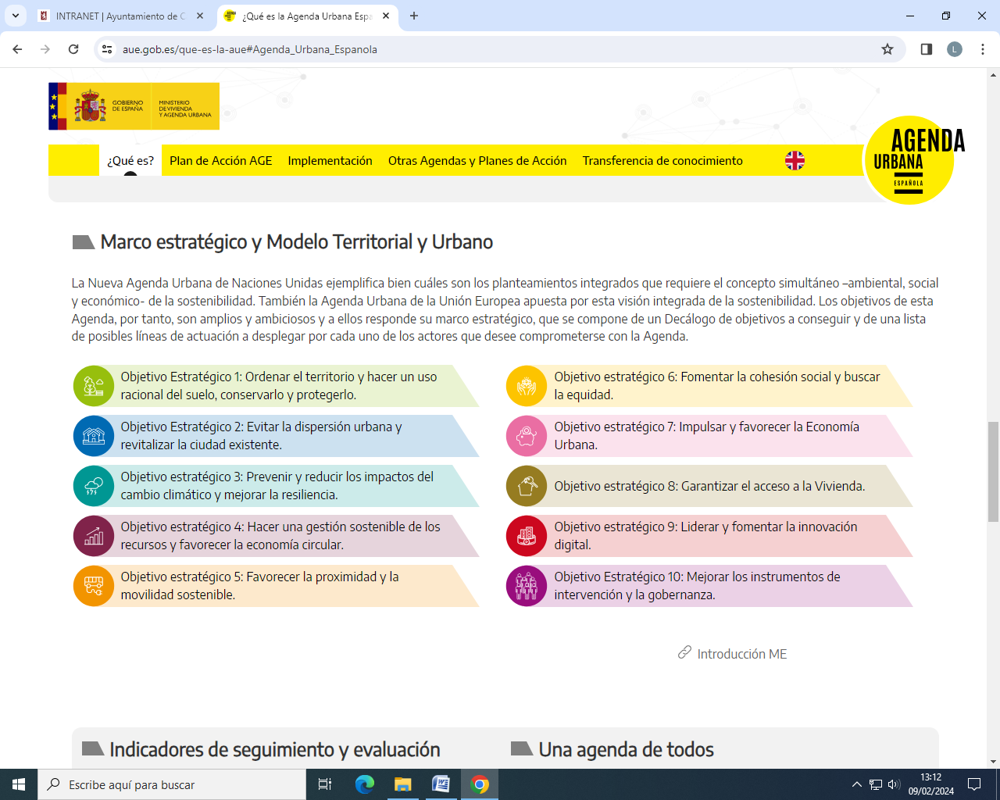 INTRANET | Ayuntamiento de C
¿Qué es la Agenda Urbana Espa
aue.gob.es/que-es-la-aue#Agenda_Urbana_Espanola
L
GOBIERNO
DE ESPAÑA
MINISTERIO
DE VIVIENDA
Y AGENDA URBANA
AGENDA
URBANA
ESPAÑOLA
¿Qué es?
Plan de Acción AGE
Implementación
Otras Agendas y Planes de Acción
Transferencia de conocimiento
Marco estratégico y Modelo Territorial y Urbano
La Nueva Agenda Urbana de Naciones Unidas ejemplifica bien cuáles son los planteamientos integrados que requiere el concepto simultáneo –ambiental, social
y económico- de la sostenibilidad. También la Agenda Urbana de la Unión Europea apuesta por esta visión integrada de la sostenibilidad. Los objetivos de esta
Agenda, por tanto, son amplios y ambiciosos y a ellos responde su marco estratégico, que se compone de un Decálogo de objetivos a conseguir y de una lista
de posibles líneas de actuación a desplegar por cada uno de los actores que desee comprometerse con la Agenda.
Objetivo Estratégico 1: Ordenar el territorio y hacer un uso
racional del suelo, conservarlo y protegerlo.
Objetivo Estratégico 2: Evitar la dispersión urbana y
revitalizar la ciudad existente.
Objetivo estratégico 3: Prevenir y reducir los impactos del
cambio climático y mejorar la resiliencia.
Objetivo estratégico 4: Hacer una gestión sostenible de los
recursos y favorecer la economía circular.
Objetivo estratégico 5: Favorecer la proximidad y la
movilidad sostenible.
Objetivo estratégico 6: Fomentar la cohesión social y buscar
la equidad.
Objetivo estratégico 7: Impulsar y favorecer la Economía
Urbana.
Objetivo estratégico 8: Garantizar el acceso a la Vivienda.
Objetivo estratégico 9: Liderar y fomentar la innovación
digital.
Objetivo Estratégico 10: Mejorar los instrumentos de
intervención y la gobernanza.
Introducción ME
Indicadores de seguimiento y evaluación
Una agenda de todos
Escribe aquí para buscar
13:12
09/02/2024